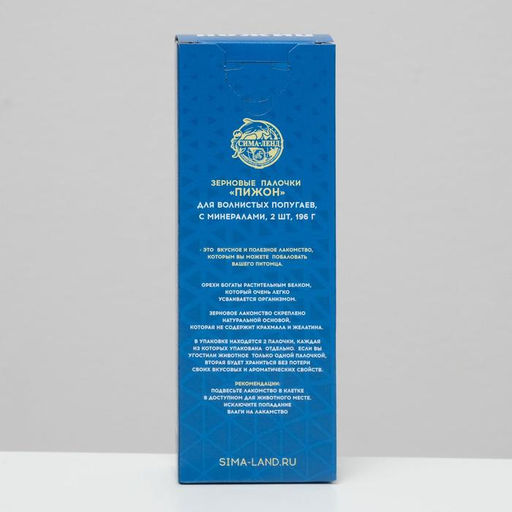 СИМА-ЛЕНД
ЗЕРНОВЫЕ ПАЛОЧКИ
«ПИЖОН»
ДЛЯ ВОЛНИСТЫХ ПОПУГАЕВ,
С МИНЕРАЛАМИ, 2 ШТ, 196 Г
- ЭТО ВКУСНОЕ И ПОЛЕЗНОЕ ЛАКОМСТВО,
КОТОРЫМ ВЫ МОЖЕТЕ ПОБАЛОВАТЬ
ВАШЕГО ПИТОМЦА.
ОРЕХИ БОГАТЫ РАСТИТЕЛЬНЫМ БЕЛКОМ,
КОТОРЫЙ ОЧЕНЬ ЛЕГКО
УСВАИВАЕТСЯ ОРГАНИЗМОМ.
ЗЕРНОВОЕ ЛАКОМСТВО СКРЕПЛЕНО
НАТУРАЛЬНОЙ ОСНОВОЙ,
КОТОРАЯ НЕ СОДЕРЖИТ КРАХМАЛА И ЖЕЛАТИНА.
В УПАКОВКЕ НАХОДЯТСЯ 2 ПАЛОЧКИ, КАЖДАЯ
ИЗ КОТОРЫХ УПАКОВАНА ОТДЕЛЬНО. ЕСЛИ ВЫ
УГОСТИЛИ ЖИВОТНОЕ ТОЛЬКО ОДНОЙ ПАЛОЧКОЙ,
ВТОРАЯ БУДЕТ ХРАНИТЬСЯ БЕЗ ПОТЕРИ
СВОИХ ВКУСОВЫХ И АРОМАТИЧЕСКИХ СВОЙСТВ.
РЕКОМЕНДАЦИИ:
ПОДВЕСЬТЕ ЛАКОМСТВО В КЛЕТКЕ
В ДОСТУПНОМ ДЛЯ ЖИВОТНОГО МЕСТЕ.
ИСКЛЮЧИТЕ ПОПАДАНИЕ
ВЛАГИ НА ЛАКАМСТВО
SIMA-LAND.RU